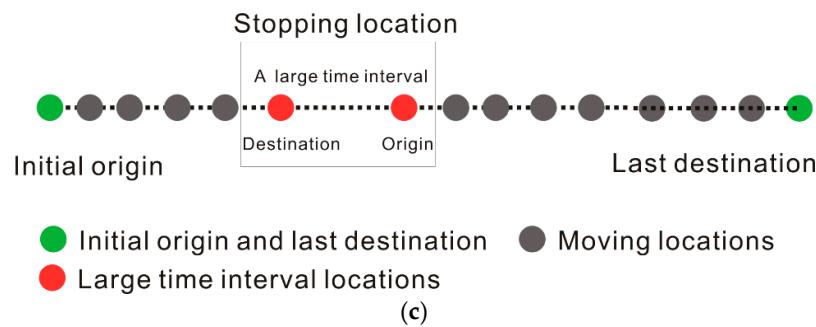 Stopping location
A large time interval
Destination Origin
Initial origin Last destination
Initial origin and last destination Moving locations
Large time interval locations
(c)